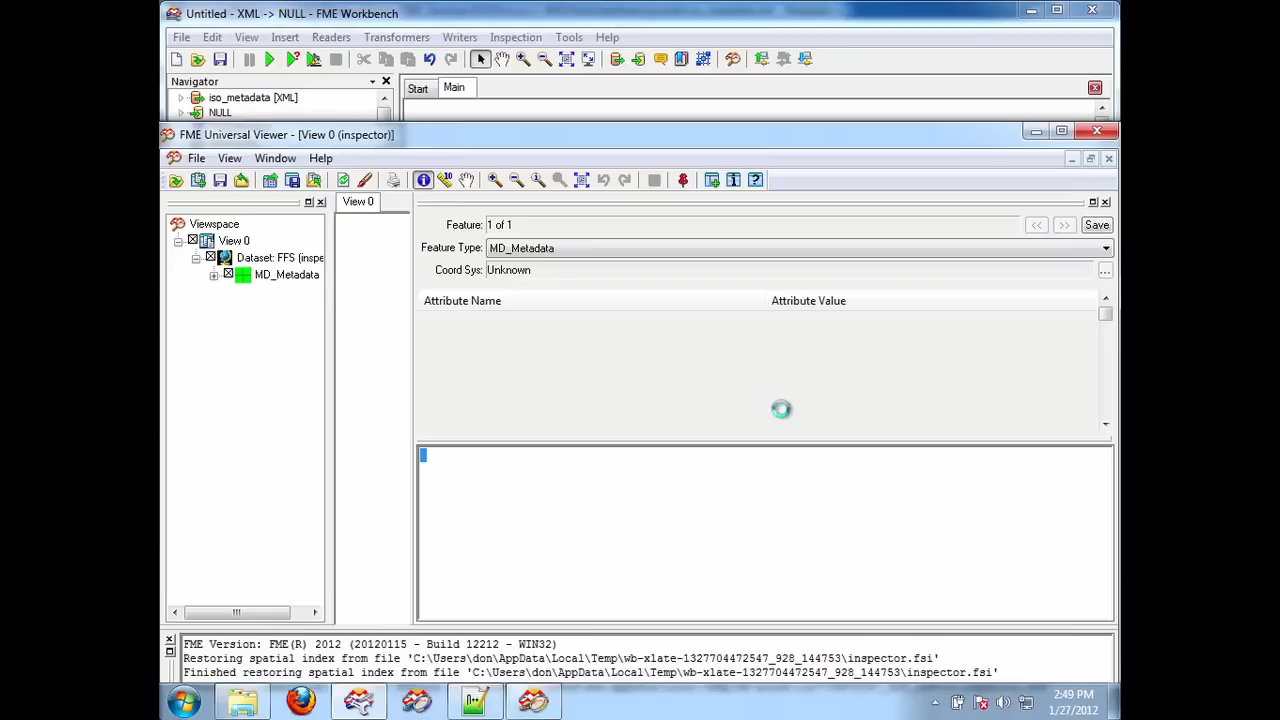 Untitled - XML -> NULL - FME Workbench
File Edit View Insert Readers Transformers Writers Inspection Tools Help
Navigator
Start Main
iso_metadata [XML]
NULL
FME Universal Viewer - [View 0 (inspector)]
File View Window Help
View 0
Viewspace
View 0
Dataset: FFS (inspe
MD_Metadata
Feature: 1 of 1
Save
Feature Type: MD_Metadata
Coord Sys: Unknown
Attribute Name Attribute Value
FME Version: FME(R) 2012 (20120115 - Build 12212 - WIN32)
Restoring spatial index from file 'C:\Users\don\AppData\Local\Temp\wb-xlate-1327704472547_928_144753\inspector.fsi'
Finished restoring spatial index from file 'C:\Users\don\AppData\Local\Temp\wb-xlate-1327704472547_928_144753\inspector.fsi'
2:49 PM
1/27/2012